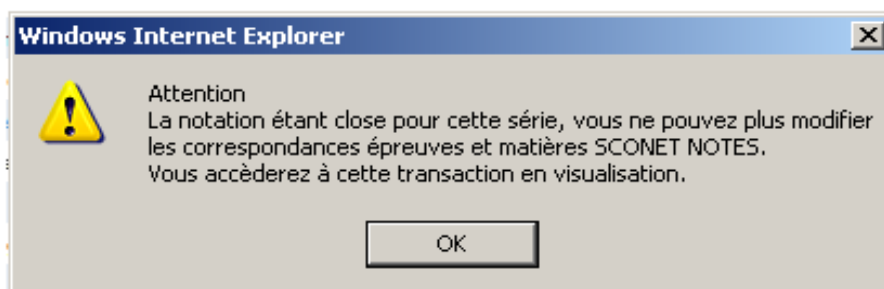 Windows Internet Explorer
Attention
La notation étant close pour cette série, vous ne pouvez plus modifier
les correspondances épreuves et matières SCONET NOTES.
Vous accèderez à cette transaction en visualisation.
OK